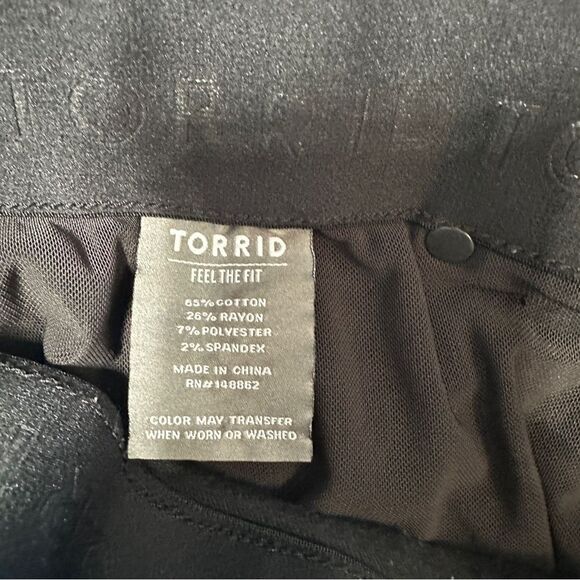 TORRID
TORRID
FEEL THE FIT
65% COTTON
26% RAYON
7% POLYESTER
2% SPANDEX
MADE IN CHINA
RN#148862
*COLOR MAY TRANSFER
WHEN WORN OR WASHED